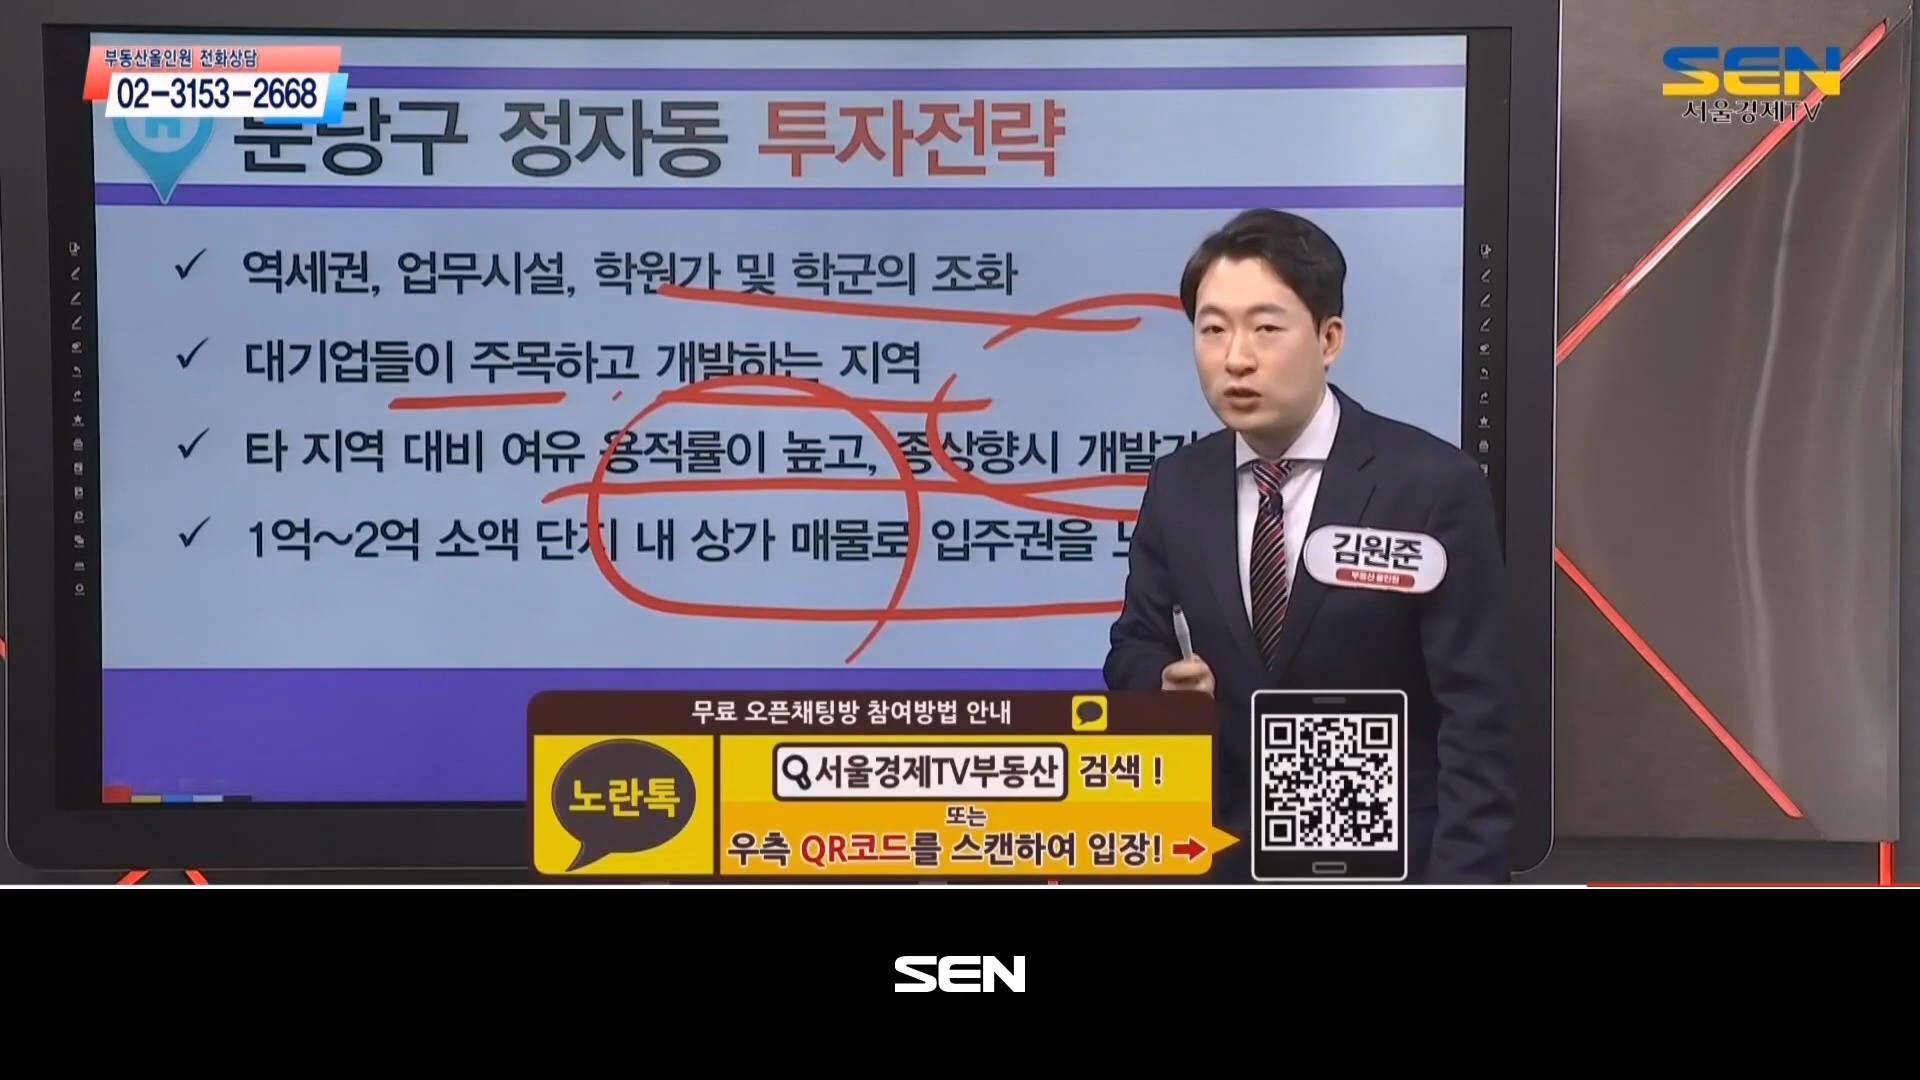 부동산올인원 전화상담
02-3153-2668
SEN
서울경제TV
분당구 정자동 투자전략
✓ 역세권, 업무시설, 학원가 및 학군의 조화
✓ 대기업들이 주목하고 개발하는 지역
✓ 타 지역 대비 여유 용적률이 높고, 종상향시
✓ 1억~2억 소액 단지 내 상가 매물로 입주권을
김원준
부동산 올인원
무료 오픈채팅방 참여방법 안내
노란톡
서울경제TV부동산 검색 !
또는
우측 QR코드를 스캔하여 입장!
SEN